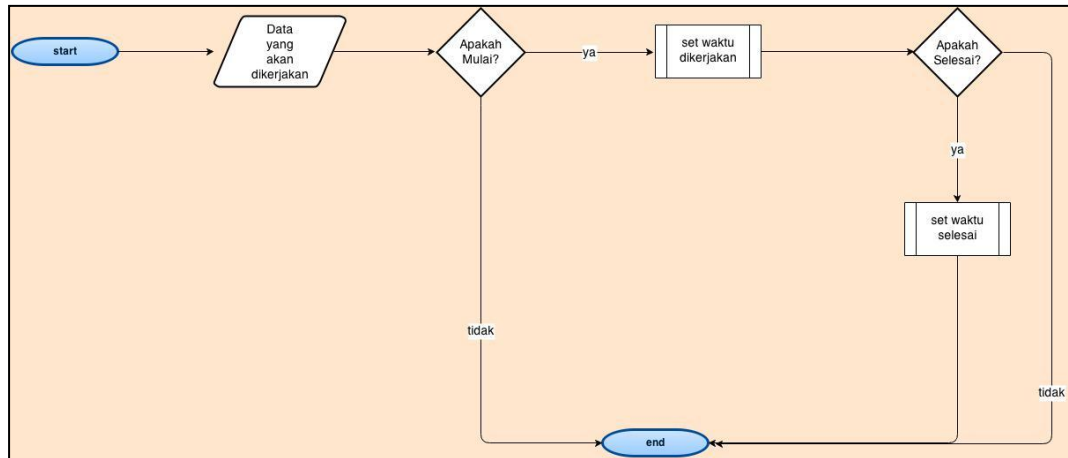 start
Data
yang
akan
dikerjakan
Apakah
Mulai?
ya
set waktu
dikerjakan
Apakah
Selesai?
ya
set waktu
selesai
tidak
tidak
end